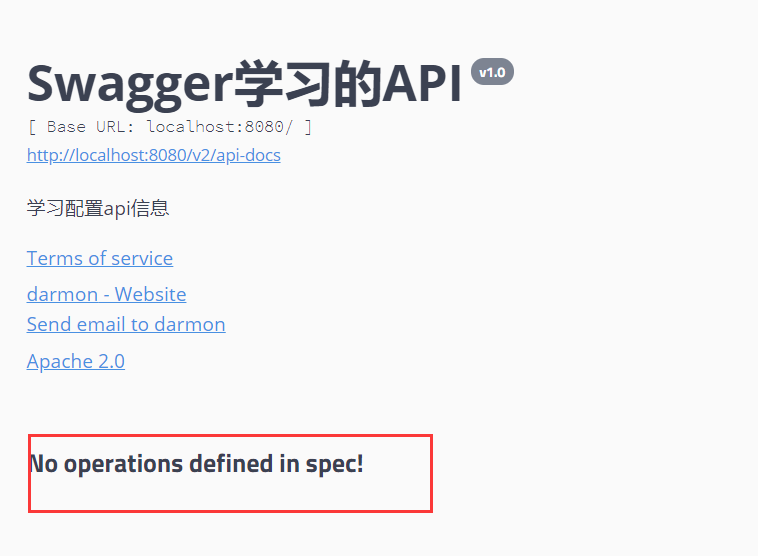 Swagger学习的API v1.0
[ Base URL: localhost:8080/ ]
http://localhost:8080/v2/api-docs
学习配置api信息
Terms of service
darmon - Website
Send email to darmon
Apache 2.0
No operations defined in spec!